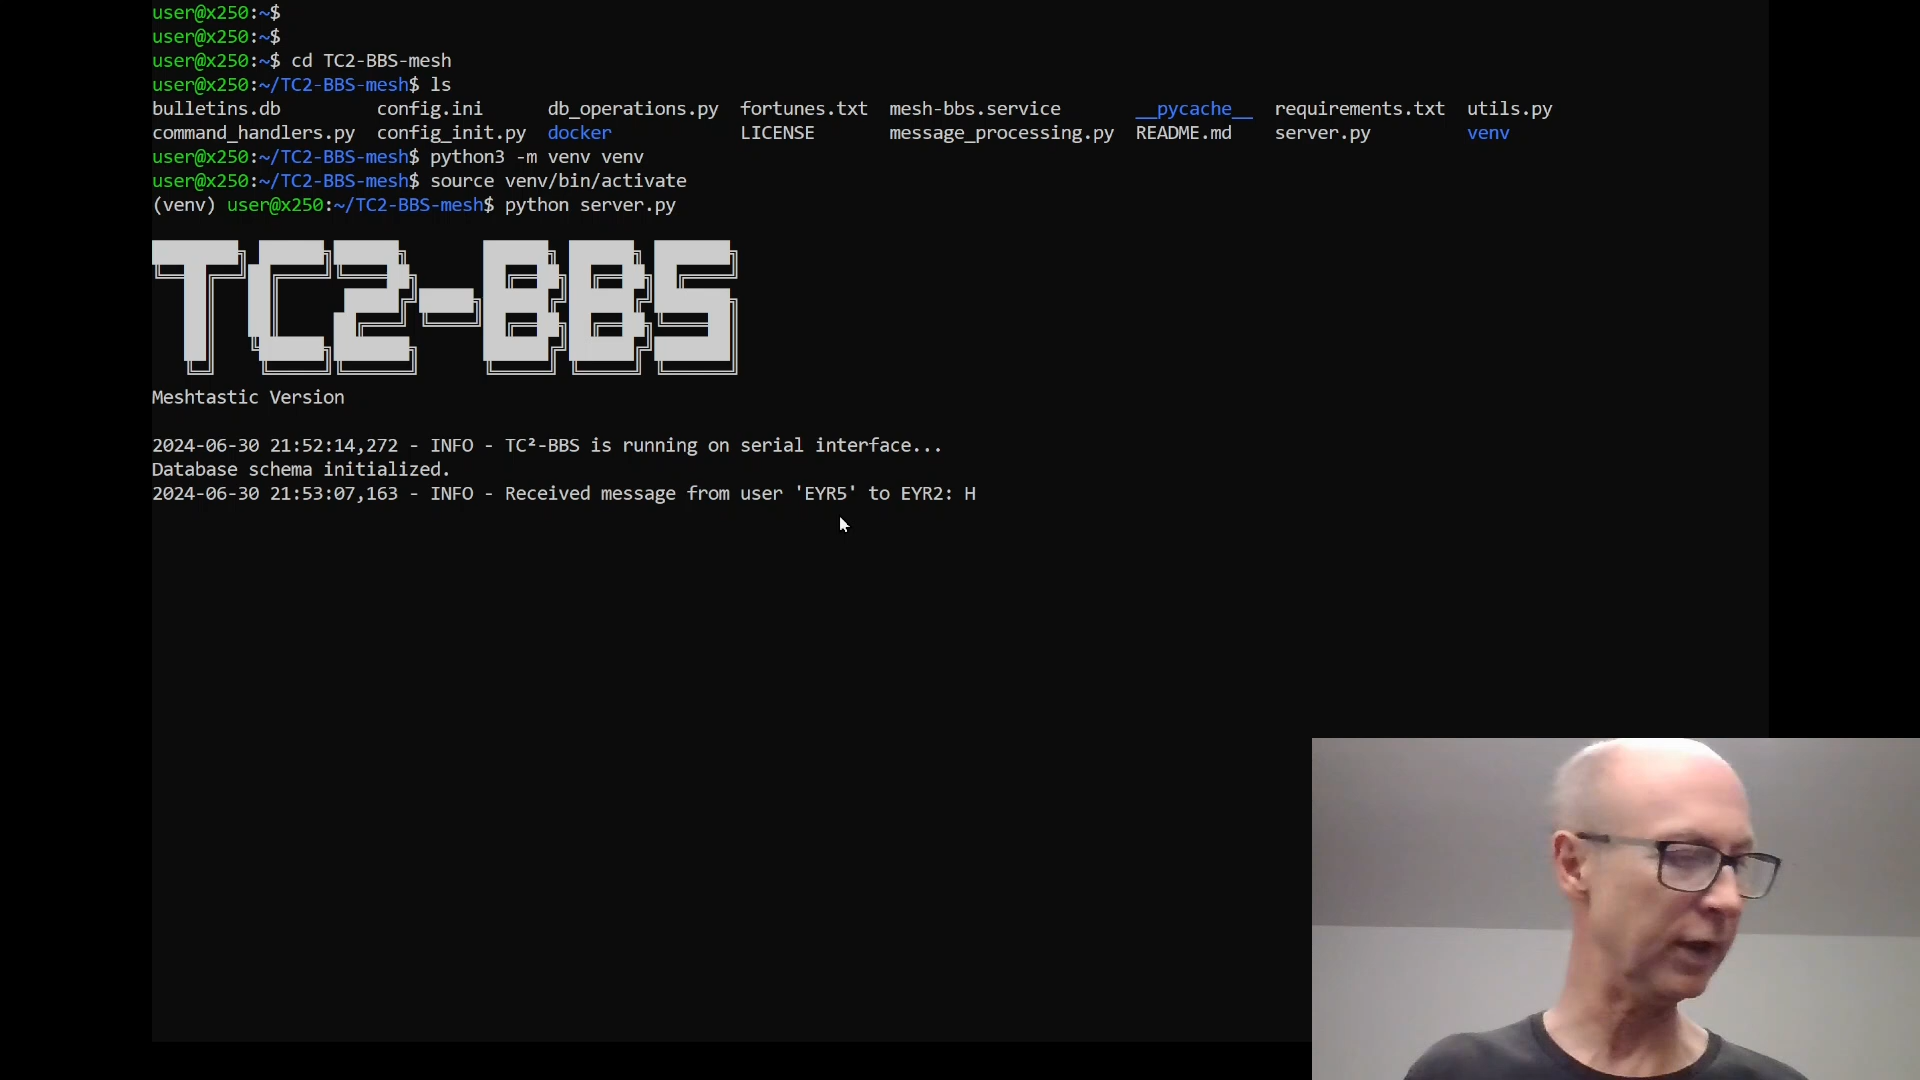 user@x250:~$
user@x250:~$
user@x250:~$ cd TC2-BBS-mesh
user@x250:~/TC2-BBS-mesh$ ls
bulletins.db config.ini db_operations.py fortunes.txt mesh-bbs.service __pycache__ requirements.txt utils.py
command_handlers.py config_init.py docker LICENSE message_processing.py README.md server.py venv
user@x250:~/TC2-BBS-mesh$ python3 -m venv venv
user@x250:~/TC2-BBS-mesh$ source venv/bin/activate
(venv) user@x250:~/TC2-BBS-mesh$ python server.py
TC2-BBS
Meshtastic Version
2024-06-30 21:52:14,272 - INFO - TC²-BBS is running on serial interface...
Database schema initialized.
2024-06-30 21:53:07,163 - INFO - Received message from user 'EYR5' to EYR2: H